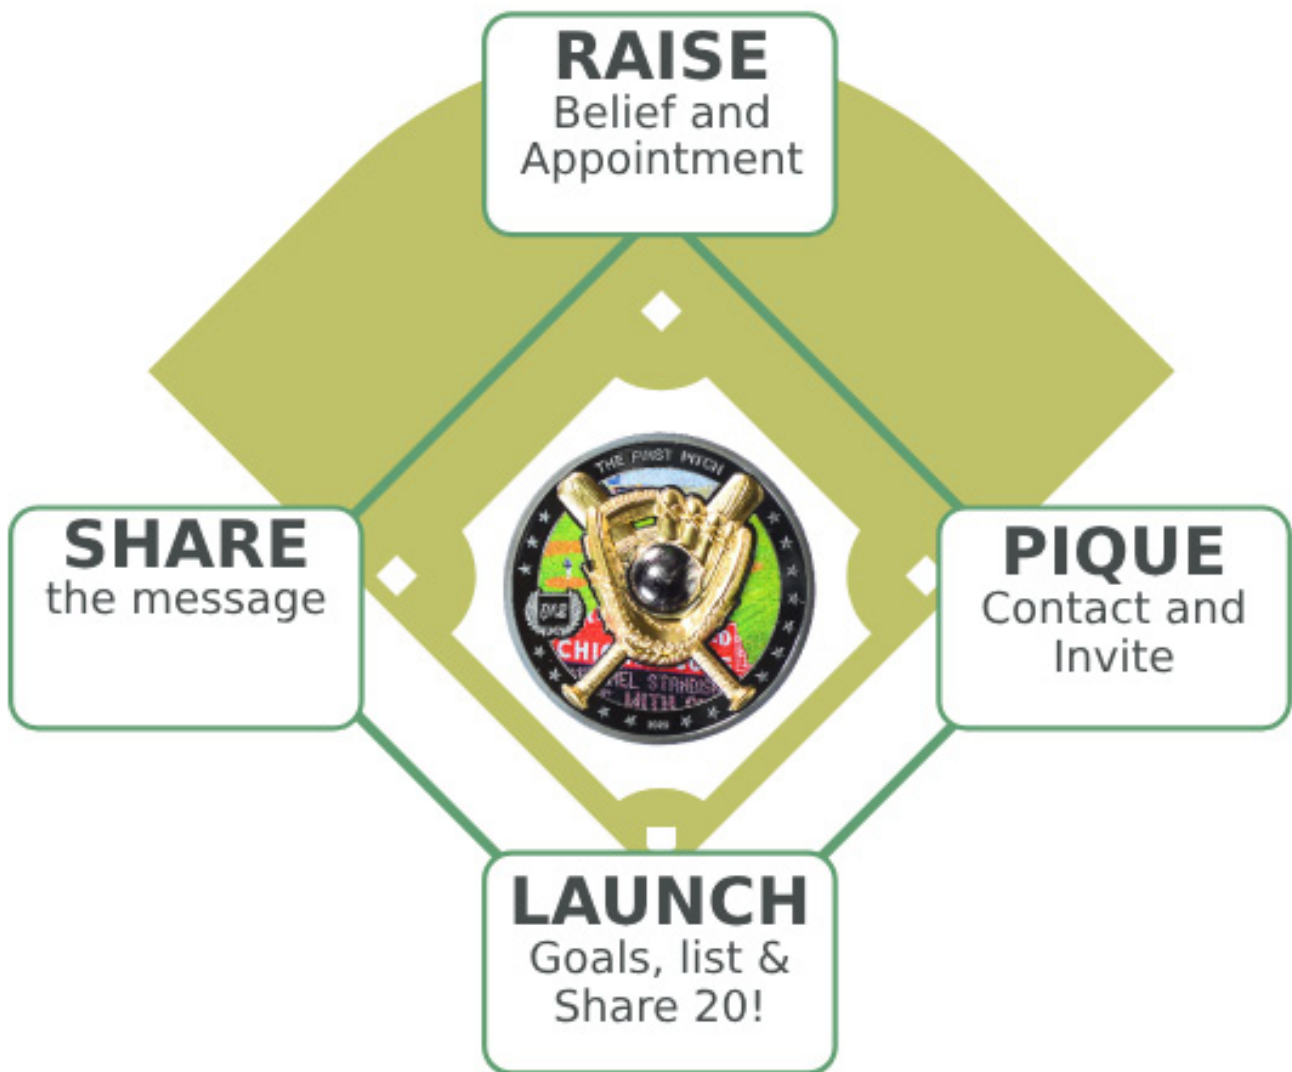 RAISE
Belief and
Appointment
THE FIRST PITCH
SHARE
the message
PIQUE
Contact and
Invite
LAUNCH
Goals, list &
Share 20!